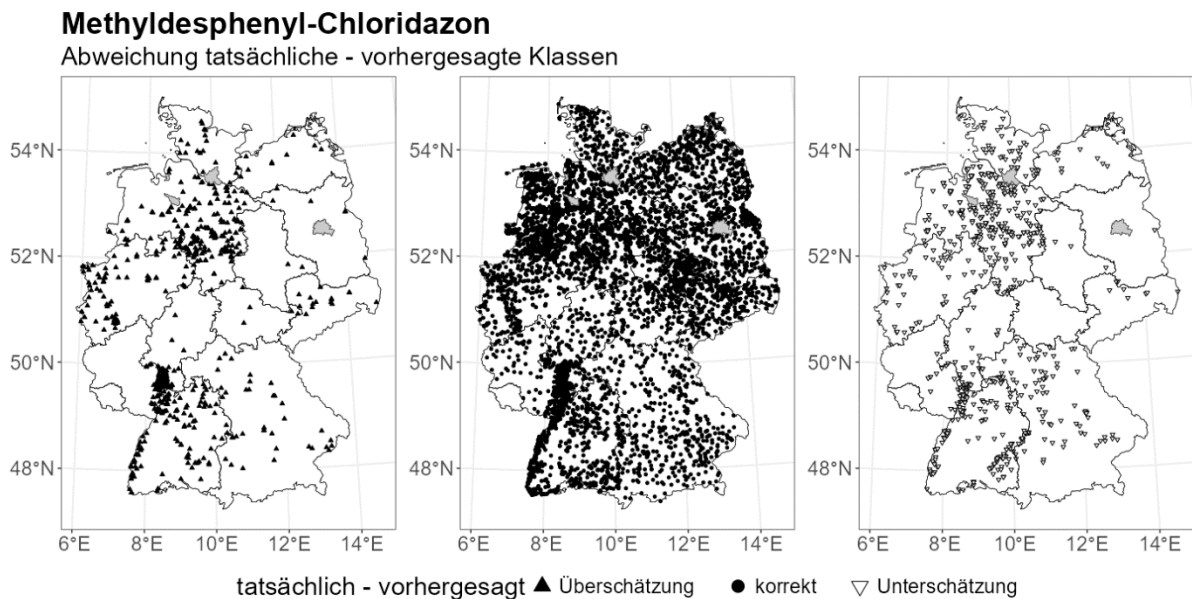 Methyldesphenyl-Chloridazon
Abweichung tatsächliche - vorhergesagte Klassen
54°N
52°N
50°N
48°N
6°E 8°E 10°E 12°E 14°E
54°N
52°N
50°N
48°N
6°E 8°E 10°E 12°E 14°E
54°N
52°N
50°N
48°N
6°E 8°E 10°E 12°E 14°E
tatsächlich - vorhergesagt Überschätzung korrekt Unterschätzung